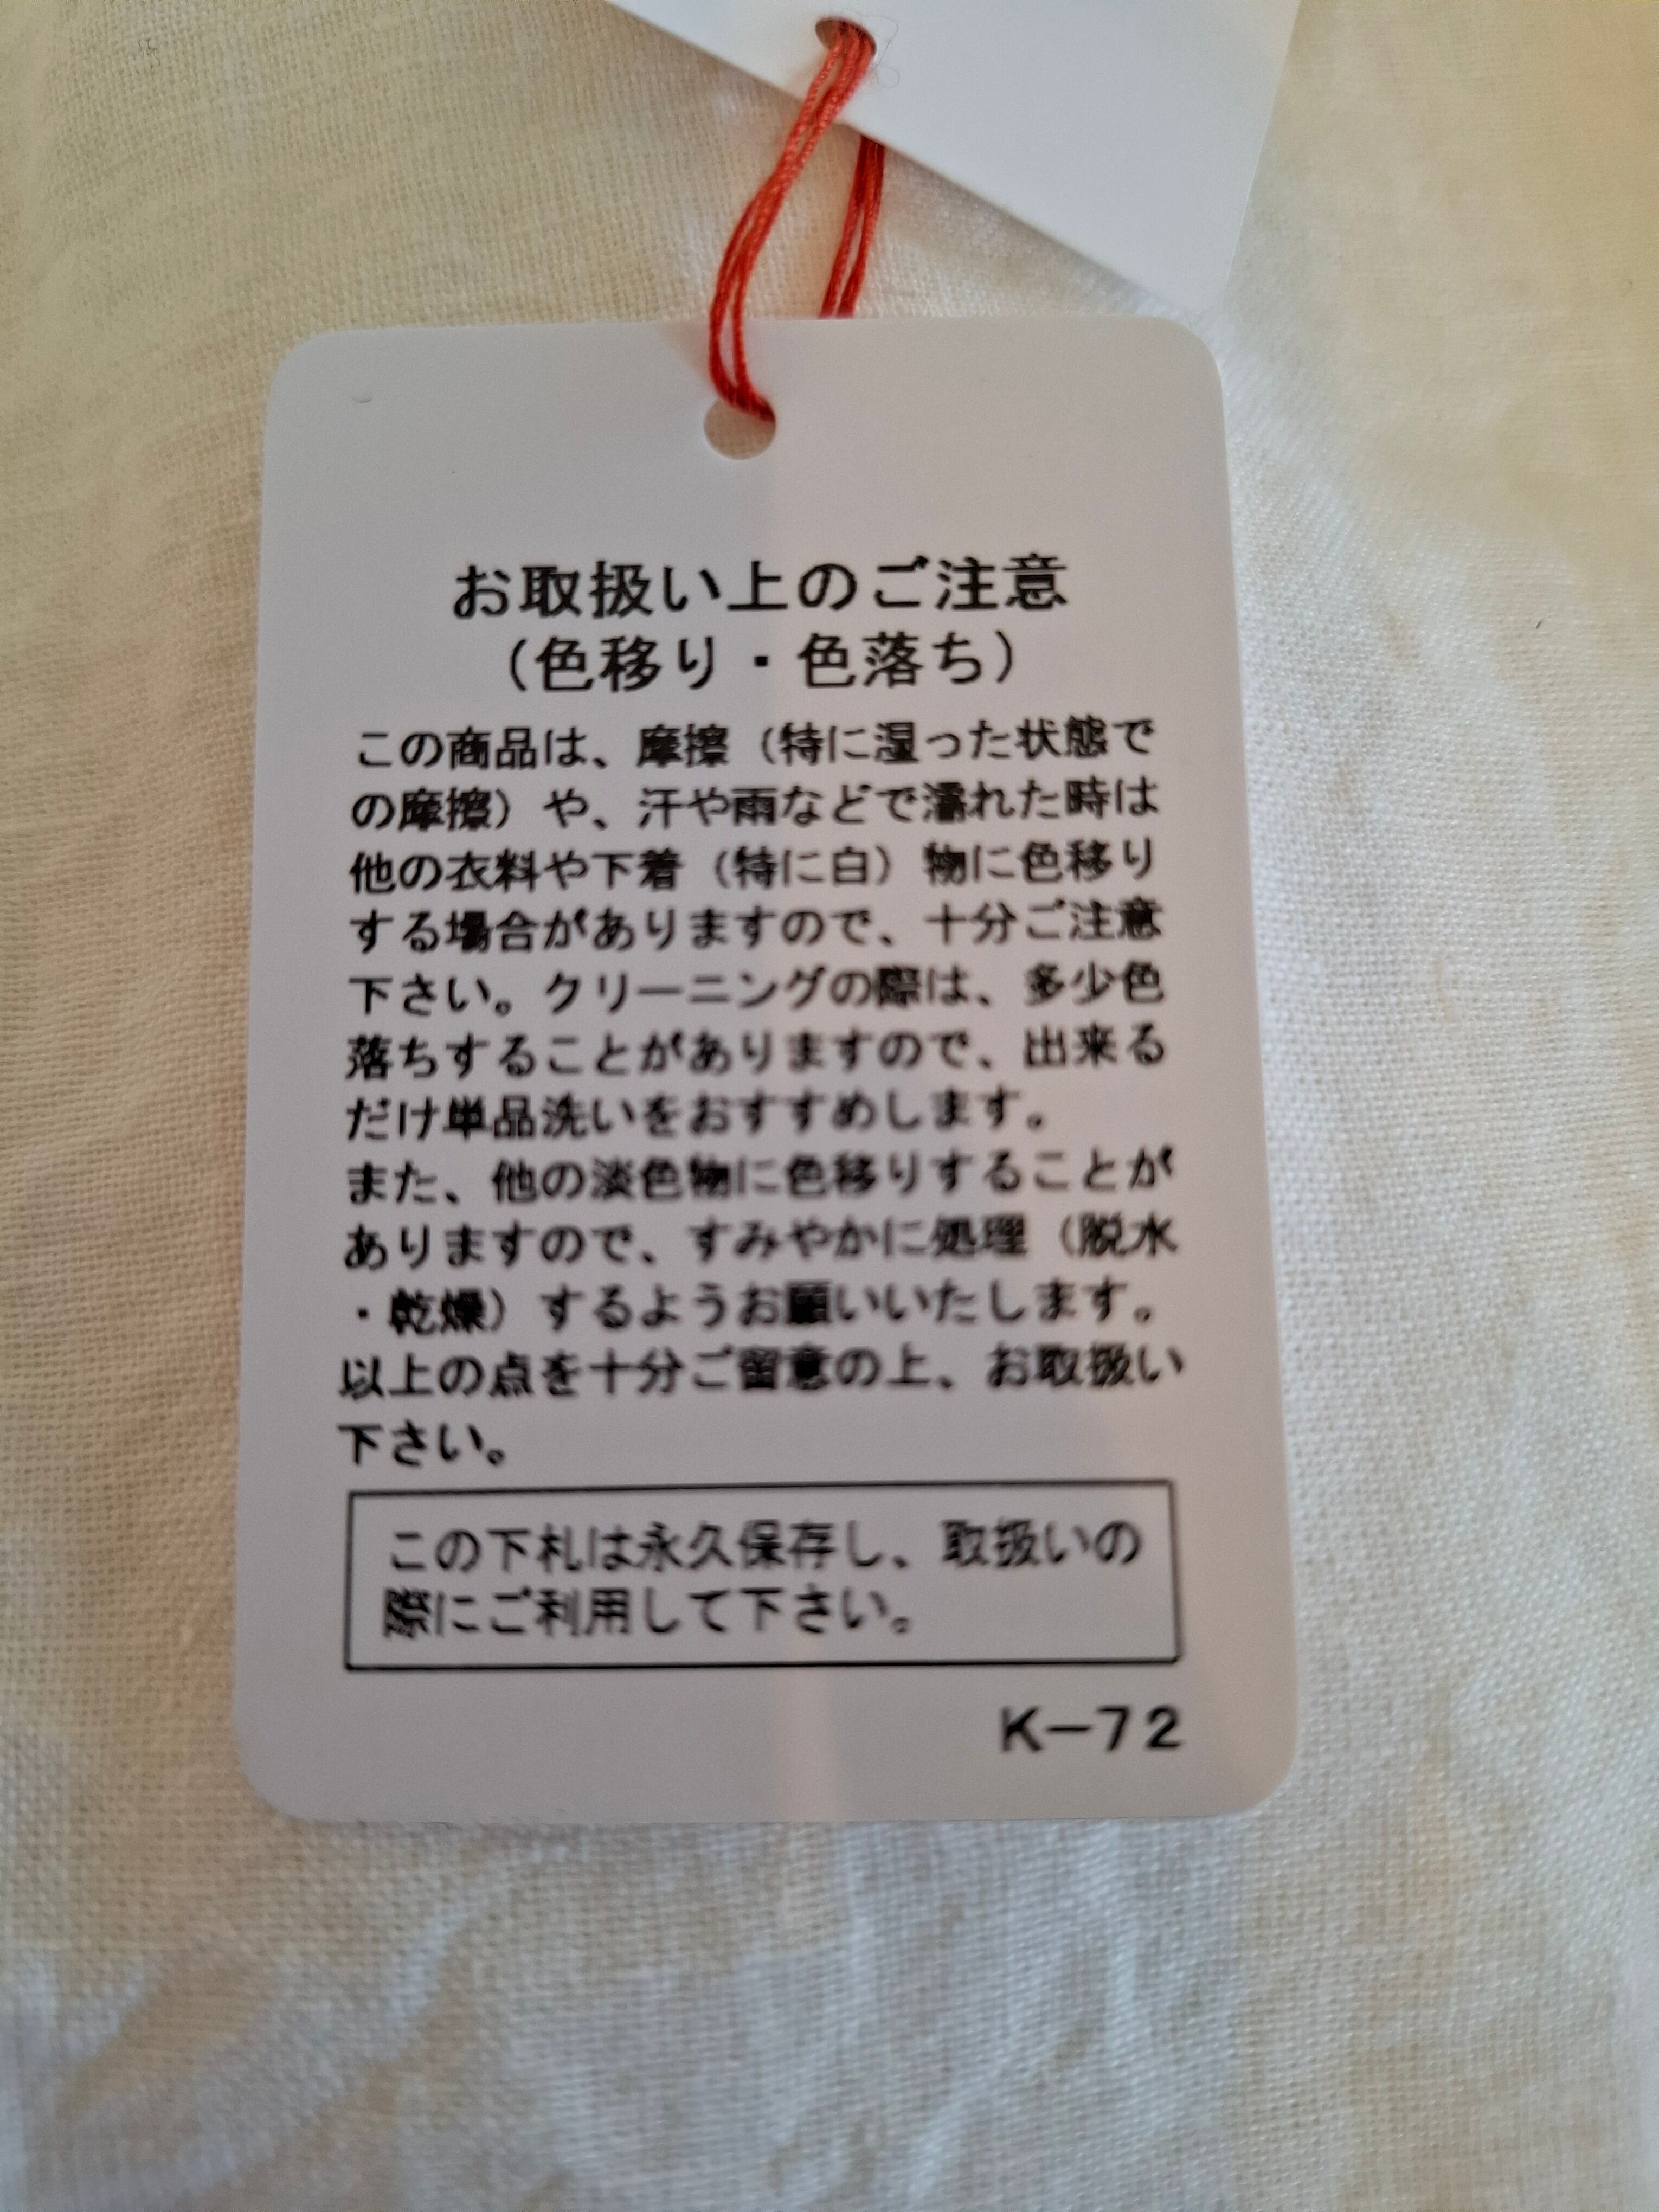 お取扱い上のご注意
（色移り・色落ち）
この商品は、摩擦（特に湿った状態で
の摩擦）や、汗や雨などで濡れた時は
他の衣料や下着（特に白）物に色移り
する場合がありますので、十分ご注意
下さい。クリーニングの際は、多少色
落ちすることがありますので、出来る
だけ単品洗いをおすすめします。
また、他の淡色物に色移りすることが
ありますので、すみやかに処理（脱水
・乾燥）するようお願いいたします。
以上の点を十分ご留意の上、お取扱い
下さい。
この下札は永久保存し、取扱いの
際にご利用して下さい。
K－72